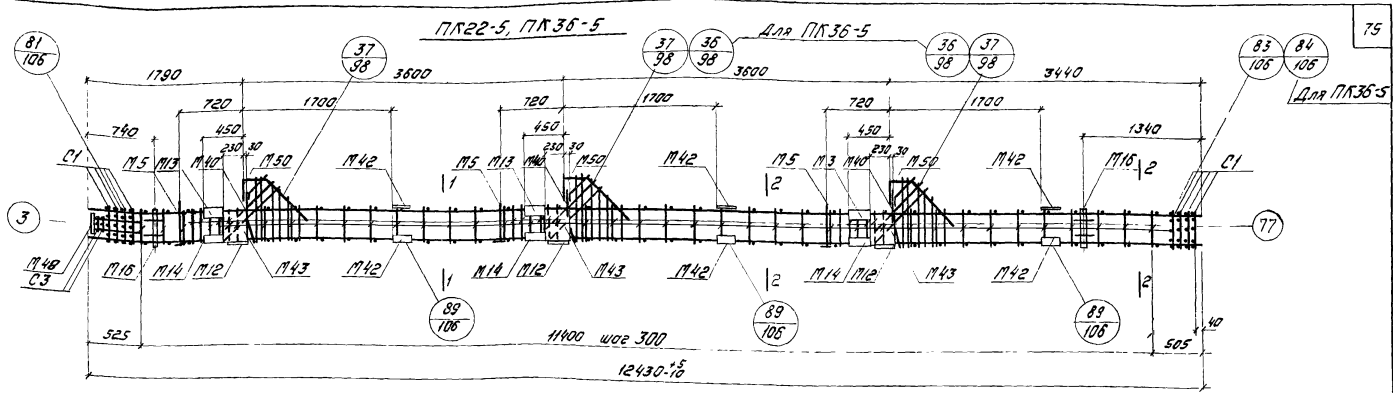 ПК22-5, ПК36-5
75
81
106
37
98
37
98
36
98
Для ПК36-5
36
98
37
98
83
106
84
106
Для ПК36-5
1790
3600
3600
3440
720
1700
720
1700
720
1700
740
450
450
450
1340
230
30
230
30
230
30
С1
М5
М13
М40
М50
М42
1
М5
М13
М40
М50
М42
2
М5
М3
М40
М50
М42
М16
2
С1
3
77
М48
С3
М16
М14
М12
М43
М42
1
М14
М12
М43
М42
2
М14
М12
М43
М42
2
89
106
89
106
89
106
525
11400 шаг 300
505
40
12430 +5 -10